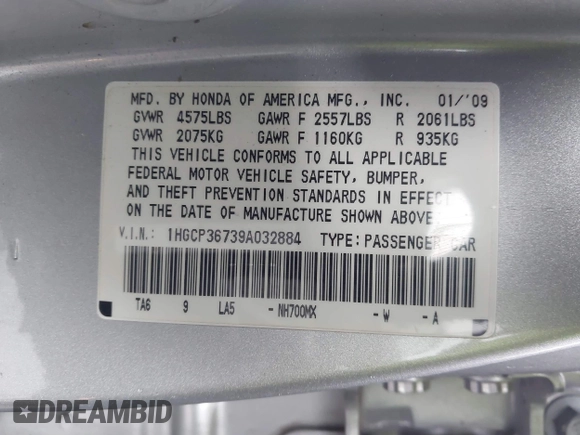 MFD. BY HONDA OF AMERICA MFG., INC. 01/'09
GVWR 4575LBS GAWR F 2557LBS R 2061LBS
GVWR 2075KG GAWR F 1160KG R 935KG
THIS VEHICLE CONFORMS TO ALL APPLICABLE
FEDERAL MOTOR VEHICLE SAFETY, BUMPER,
AND THEFT PREVENTION STANDARDS IN EFFECT
ON THE DATE OF MANUFACTURE SHOWN ABOVE.
V.I.N.: 1HGCP36739A032884 TYPE: PASSENGER CAR
TA6 9 LA5 - NH700MX - W - A
DREAMBID